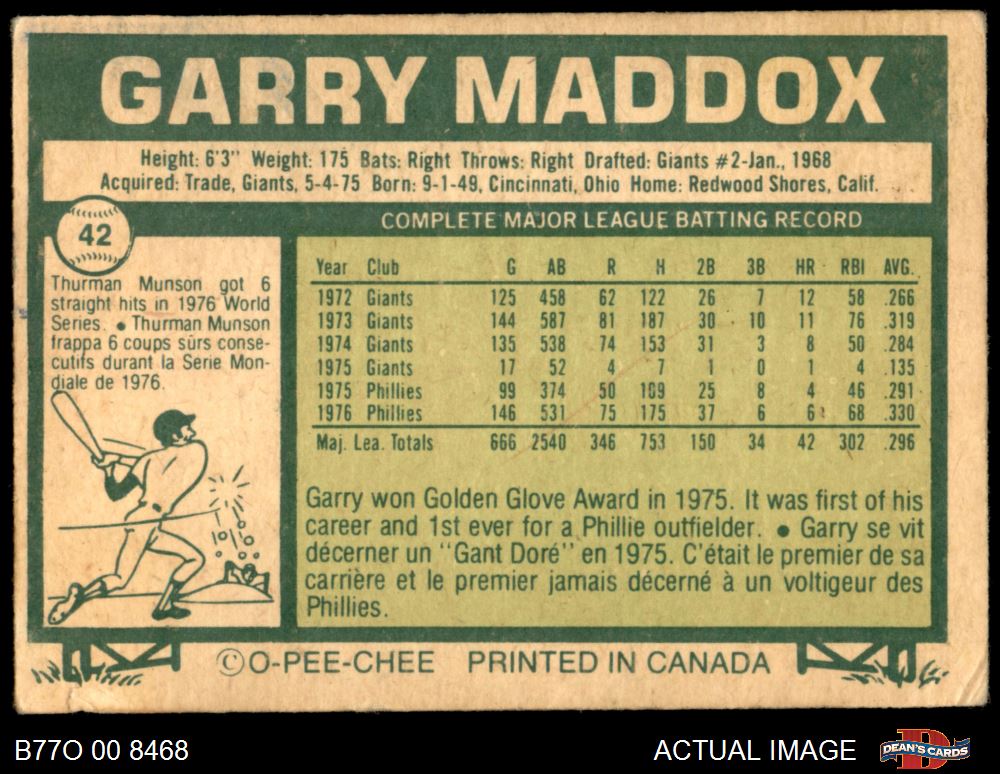 GARRY MADDOX
Height: 6'3" Weight: 175 Bats: Right Throws: Right Drafted: Giants #2-Jan., 1968
Acquired: Trade, Giants, 5-4-75 Born: 9-1-49, Cincinnati, Ohio Home: Redwood Shores, Calif.
42
Thurman Munson got 6
straight hits in 1976 World
Series. ● Thurman Munson
frappa 6 coups sûrs conse-
cutifs durant la Serie Mon-
diale de 1976.
COMPLETE MAJOR LEAGUE BATTING RECORD
Year Club G AB R H 2B 3B HR RBI AVG.
1972 Giants 125 458 62 122 26 7 12 58 .266
1973 Giants 144 587 81 187 30 10 11 76 .319
1974 Giants 135 538 74 153 31 3 8 50 .284
1975 Giants 17 52 4 7 1 0 1 4 .135
1975 Phillies 99 374 50 109 25 8 4 46 .291
1976 Phillies 146 531 75 175 37 6 6 68 .330
Maj. Lea. Totals 666 2540 346 753 150 34 42 302 .296
Garry won Golden Glove Award in 1975. It was first of his
career and 1st ever for a Phillie outfielder. ● Garry se vit
décerner un "Gant Doré" en 1975. C'était le premier de sa
carrière et le premier jamais décerné à un voltigeur des
Phillies.
©O-PEE-CHEE PRINTED IN CANADA
B77O 00 8468
ACTUAL IMAGE
DEAN'S CARDS